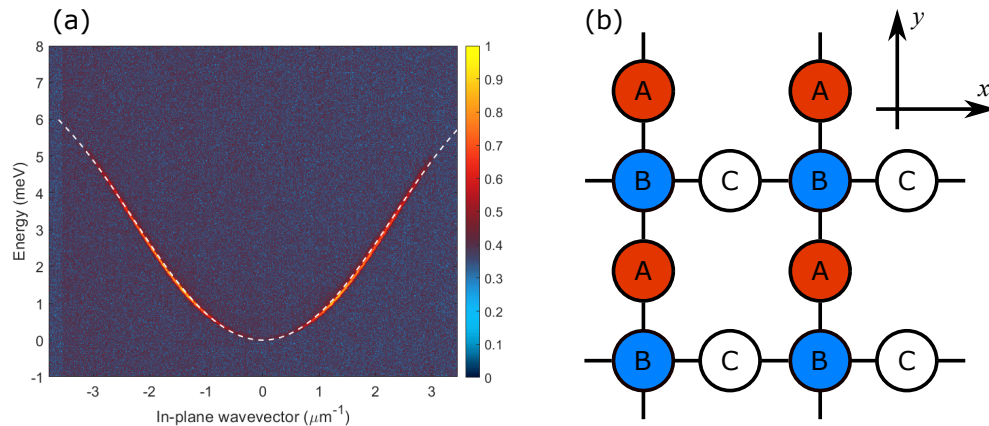 (a)
8
7
6
5
4
3
2
1
0
-1
Energy (meV)
-3 -2 -1 0 1 2 3
In-plane wavevector (μm⁻¹)
1
0.9
0.8
0.7
0.6
0.5
0.4
0.3
0.2
0.1
0
(b)
y
x
A A
B C B C
A A
B C B C